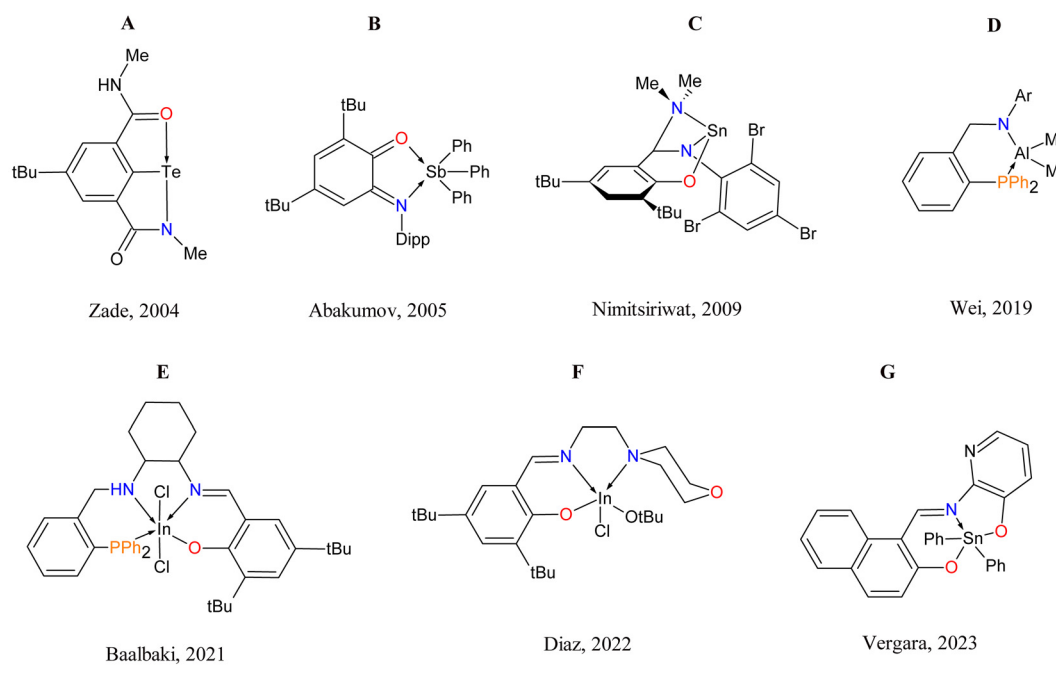 A
Me
HN
O
tBu
Te
O
N
Me
Zade, 2004
B
tBu
O
Ph
Sb
Ph
Ph
tBu
N
Dipp
Abakumov, 2005
C
Me
Me
N
Sn
Br
N
tBu
O
tBu
Br
Br
Nimitsiriwat, 2009
D
Ar
N
Al
M
M
PPh2
Wei, 2019
E
HN
Cl
N
In
PPh2
O
Cl
tBu
tBu
Baalbaki, 2021
F
N
N
O
In
tBu
O
OtBu
Cl
tBu
Diaz, 2022
G
N
N
O
Ph
Sn
O
Ph
Vergara, 2023